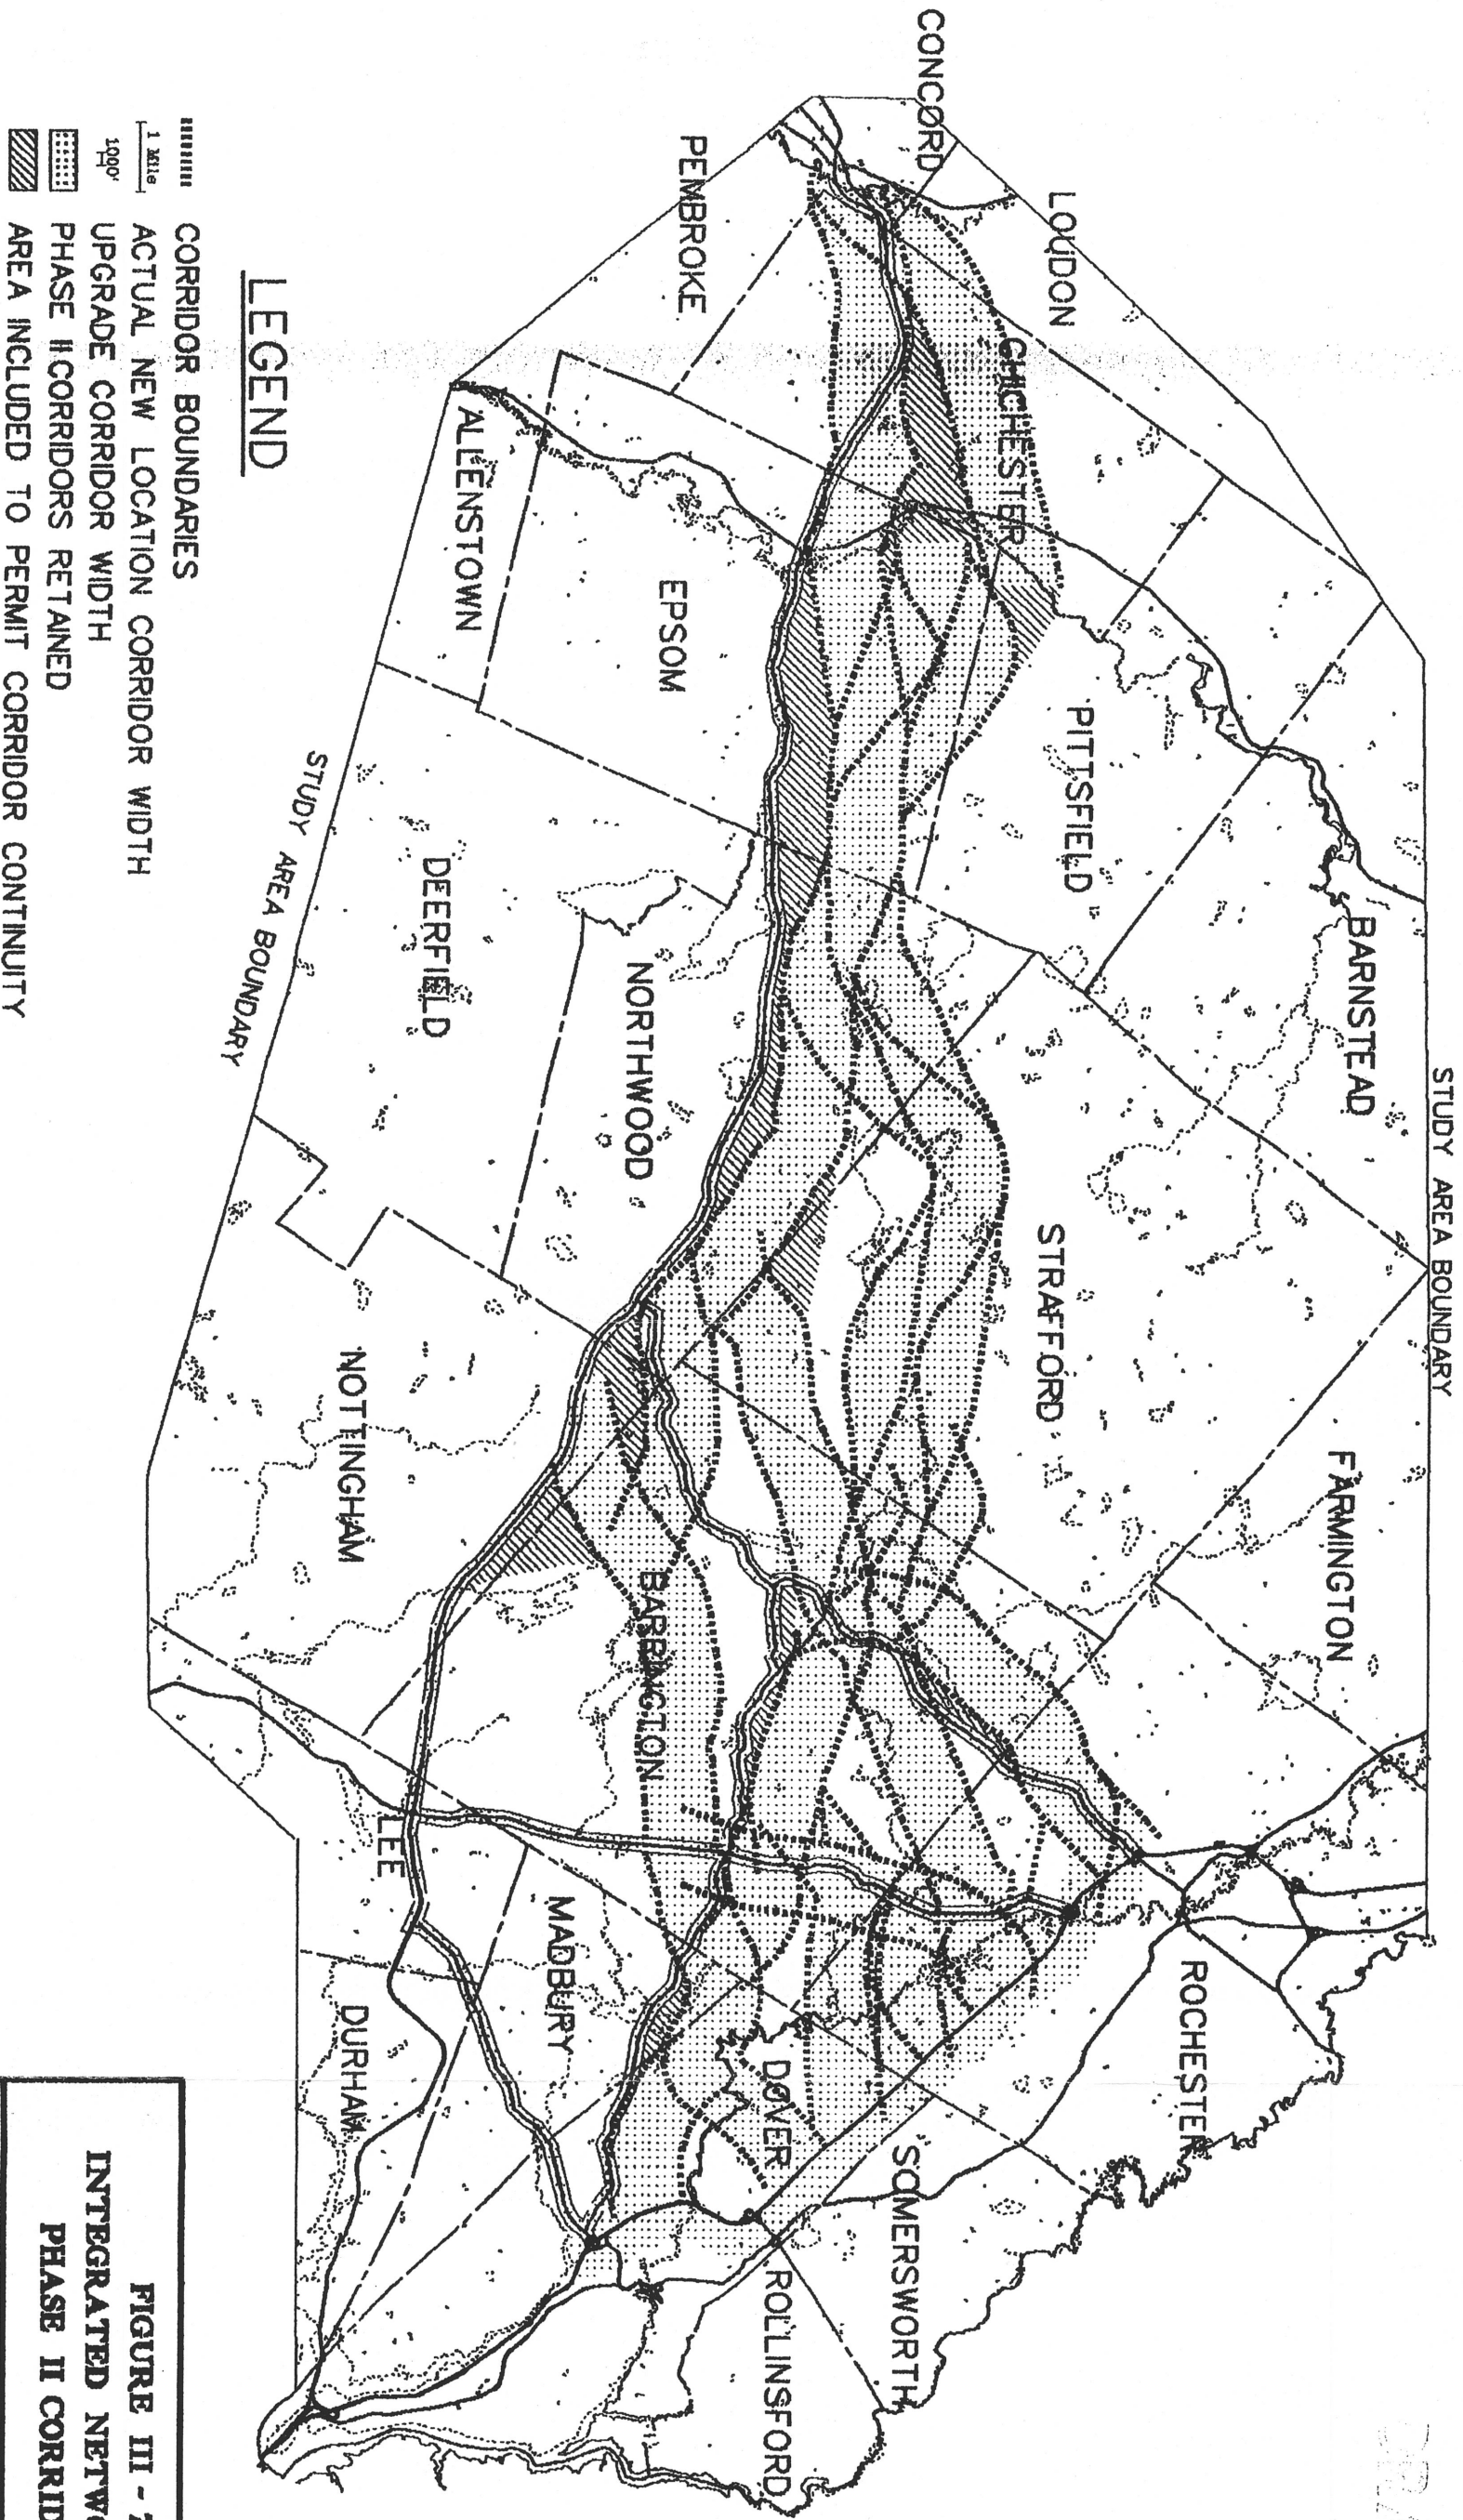 STUDY AREA BOUNDARY
CONCORD
LOUDON
CHICHESTER
PEMBROKE
PITTSFIELD
BARNSTEAD
ALLENSTOWN
EPSOM
STRAFFORD
FARMINGTON
NORTHWOOD
DEERFIELD
STUDY AREA BOUNDARY
NOTTINGHAM
BARRINGTON
ROCHESTER
LEE
MADBURY
DOVER
SOMERSWORTH
DURHAM
ROLLINSFORD
LEGEND
CORRIDOR BOUNDARIES
1 Mile ACTUAL NEW LOCATION CORRIDOR WIDTH
1000' UPGRADE CORRIDOR WIDTH
PHASE II CORRIDORS RETAINED
AREA INCLUDED TO PERMIT CORRIDOR CONTINUITY
FIGURE III -
INTEGRATED
PHASE II